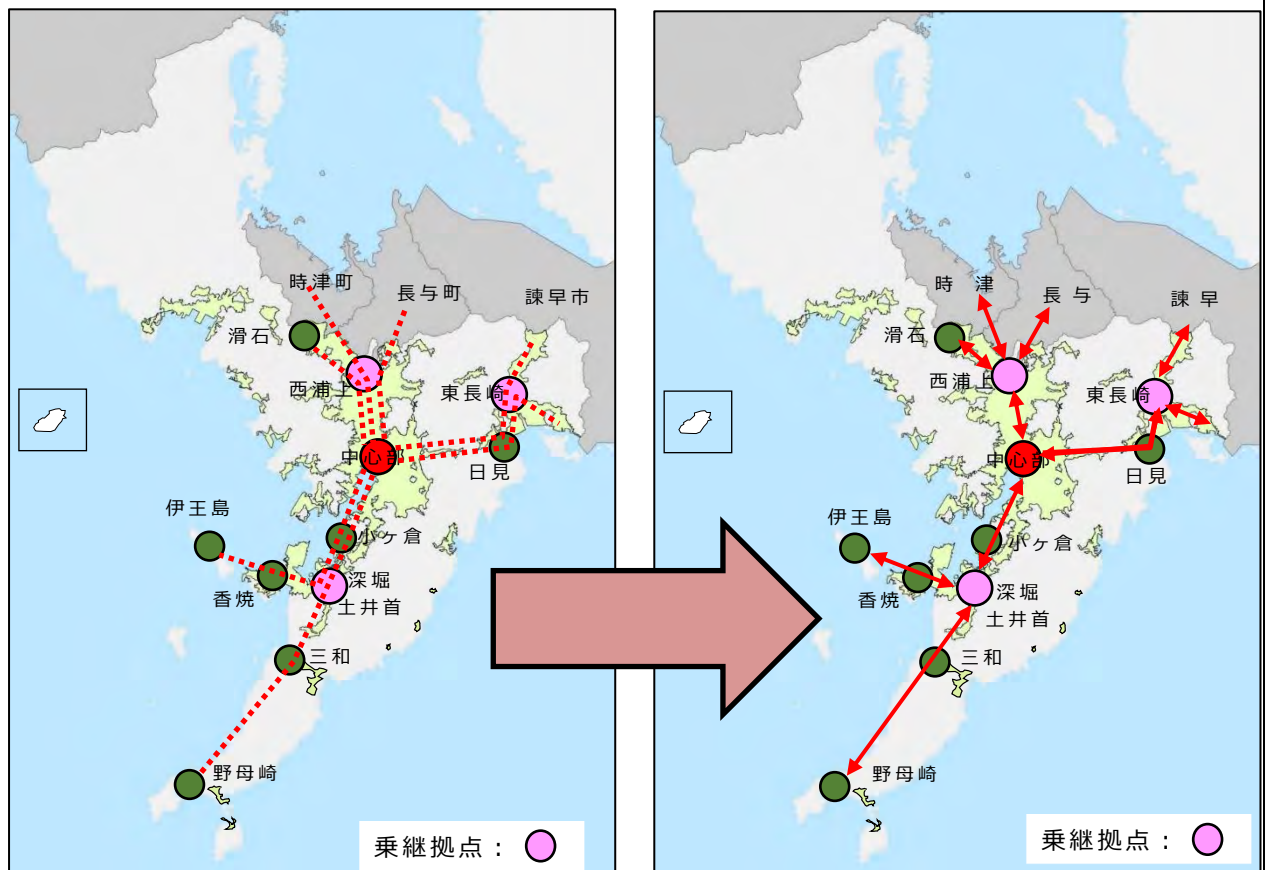 時津町
長与町
諫早市
滑石
西浦上
東長崎
中心部
日見
伊王島
小ヶ倉
香焼
深堀
土井首
三和
野母崎
乗継拠点：
時 津
長 与
諫早
滑石
西浦上
東長崎
中心部
日見
伊王島
小ヶ倉
香焼
深堀
土井首
三和
野母崎
乗継拠点：